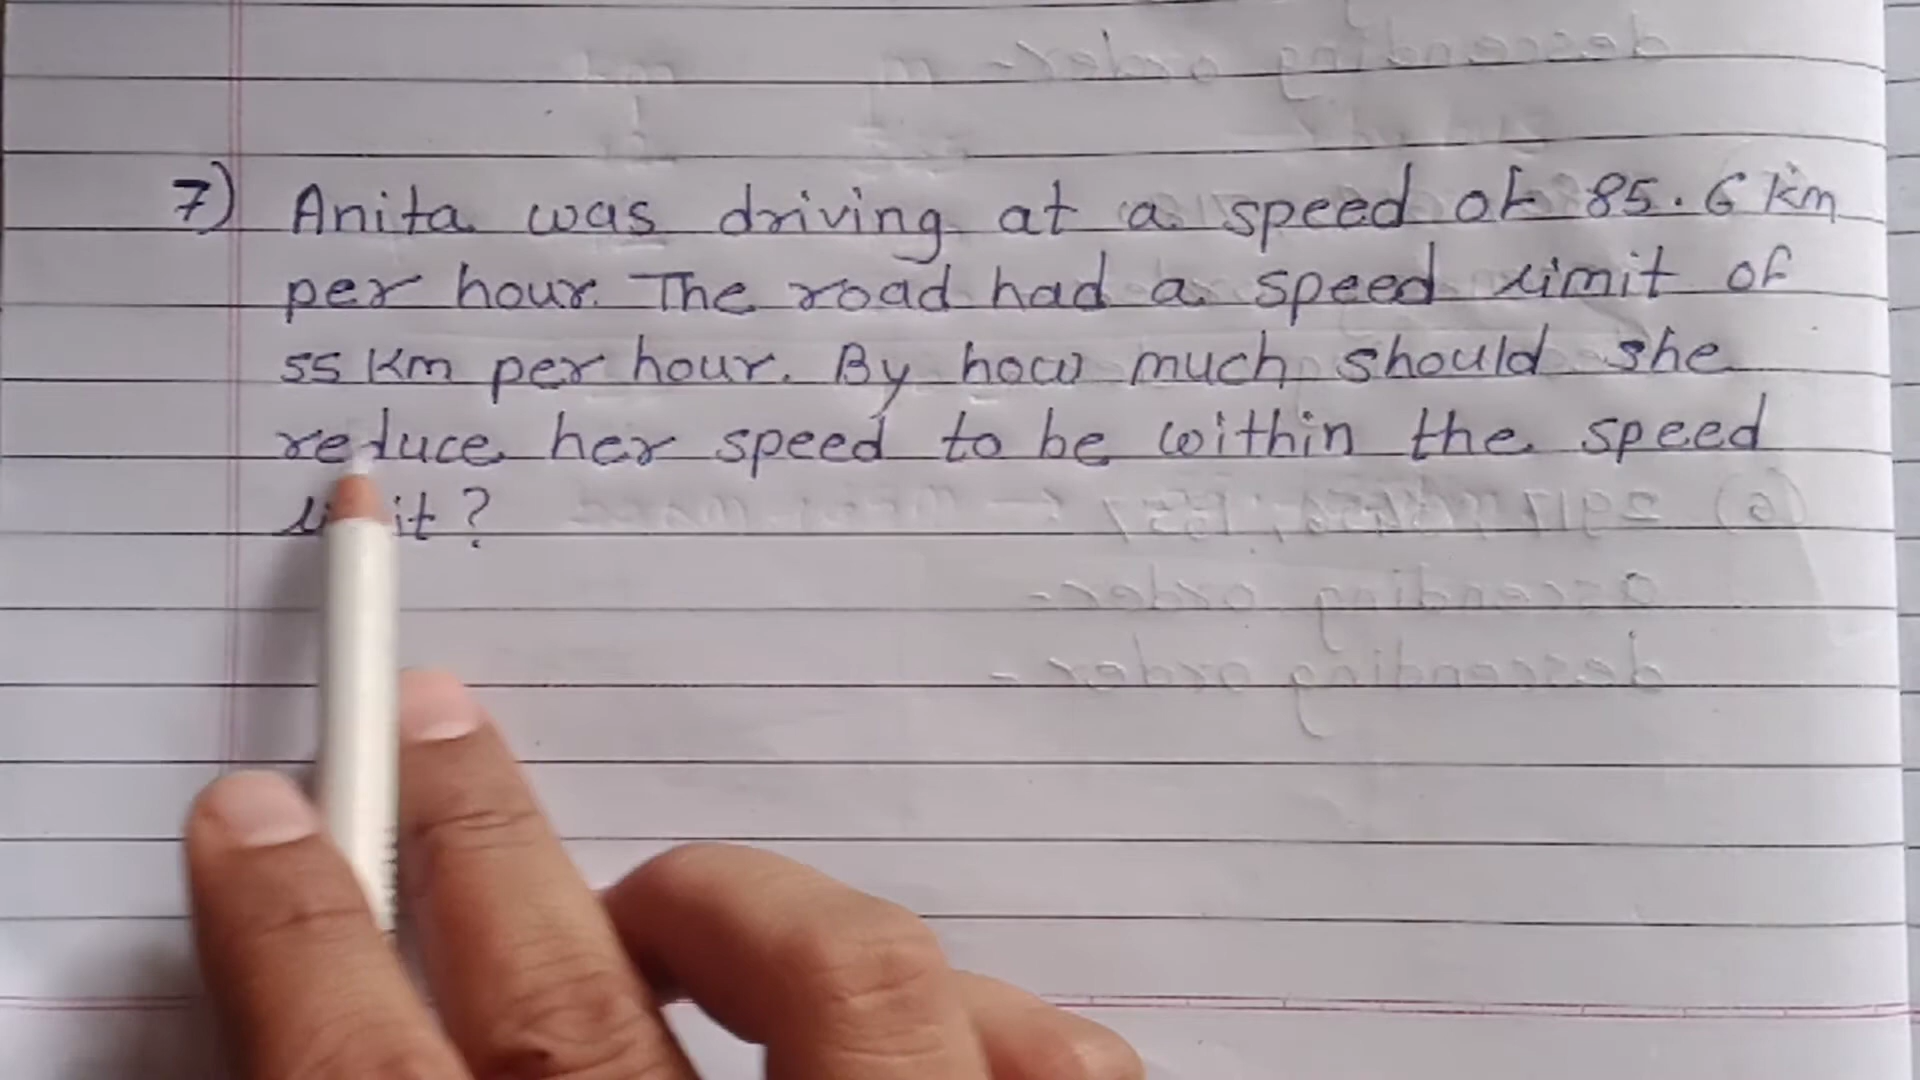 7) Anita was driving at a speed of 85.6 km
per hour. The road had a speed limit of
55 km per hour. By how much should she
reduce her speed to be within the speed
limit?